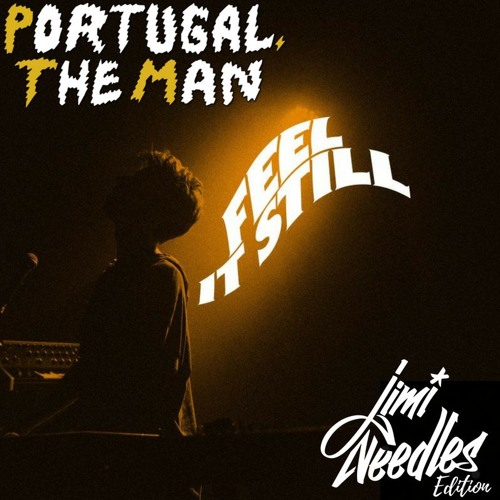 PORTUGAL.
THE MAN
FEEL
IT STILL
jimi
Needles
Edition